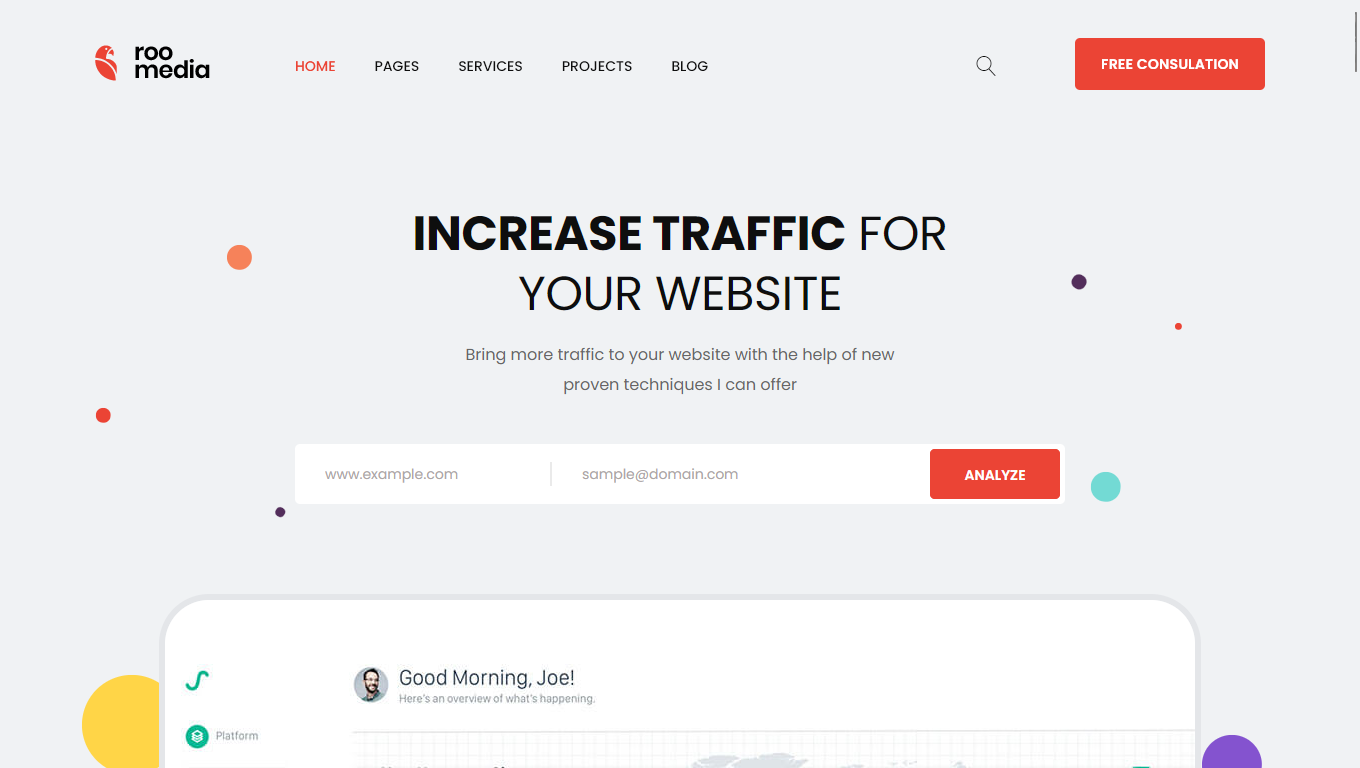 roo
media
HOME
PAGES
SERVICES
PROJECTS
BLOG
FREE CONSULATION
INCREASE TRAFFIC FOR
YOUR WEBSITE
Bring more traffic to your website with the help of new
proven techniques I can offer
www.example.com
sample@domain.com
ANALYZE
Good Morning, Joe!
Here's an overview of what's happening.
Platform